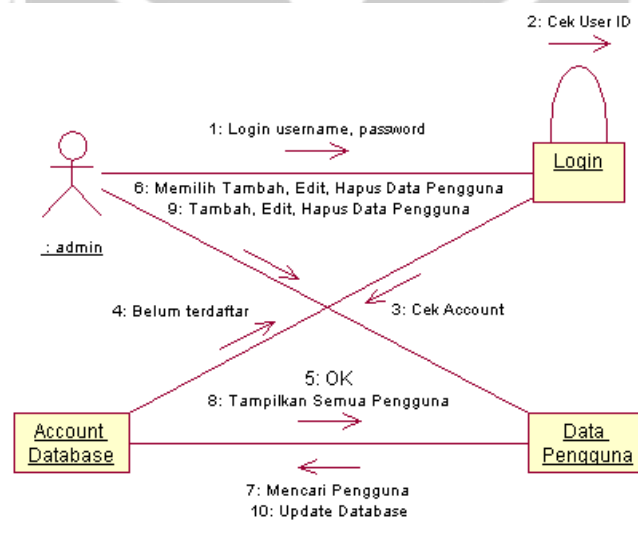 2: Cek User ID
1: Login username, password
Login
6: Memilih Tambah, Edit, Hapus Data Pengguna
9: Tambah, Edit, Hapus Data Pengguna
: admin
4: Belum terdaftar
3: Cek Account
5: OK
8: Tampilkan Semua Pengguna
Account
Database
Data
Pengguna
7: Mencari Pengguna
10: Update Database